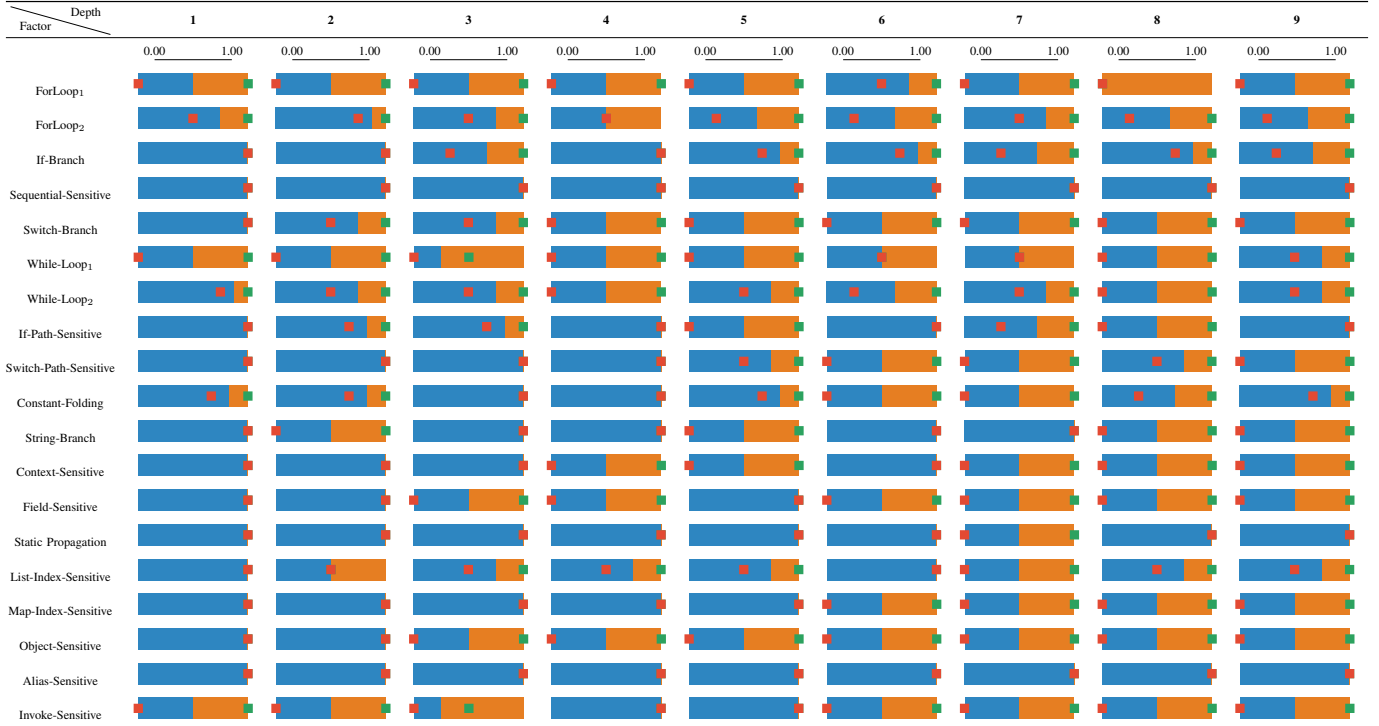 Depth
Factor
1 2 3 4 5 6 7 8 9
0.00 1.00 0.00 1.00 0.00 1.00 0.00 1.00 0.00 1.00 0.00 1.00 0.00 1.00 0.00 1.00 0.00 1.00
ForLoop₁
ForLoop₂
If-Branch
Sequential-Sensitive
Switch-Branch
While-Loop₁
While-Loop₂
If-Path-Sensitive
Switch-Path-Sensitive
Constant-Folding
String-Branch
Context-Sensitive
Field-Sensitive
Static Propagation
List-Index-Sensitive
Map-Index-Sensitive
Object-Sensitive
Alias-Sensitive
Invoke-Sensitive